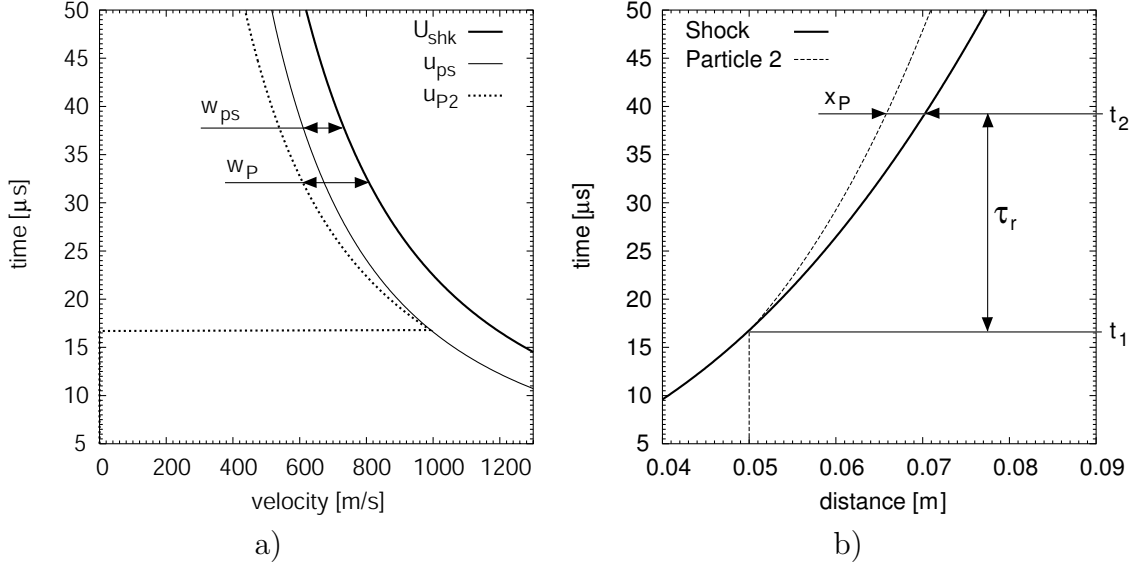 50
45
40
35
30
25
20
15
10
5
time [μs]
0 200 400 600 800 1000 1200
velocity [m/s]
U_shk
u_ps
u_P2
w_ps
w_P
a)
50
45
40
35
30
25
20
15
10
5
time [μs]
0.04 0.05 0.06 0.07 0.08 0.09
distance [m]
Shock
Particle 2
x_P
t_2
τ_r
t_1
b)